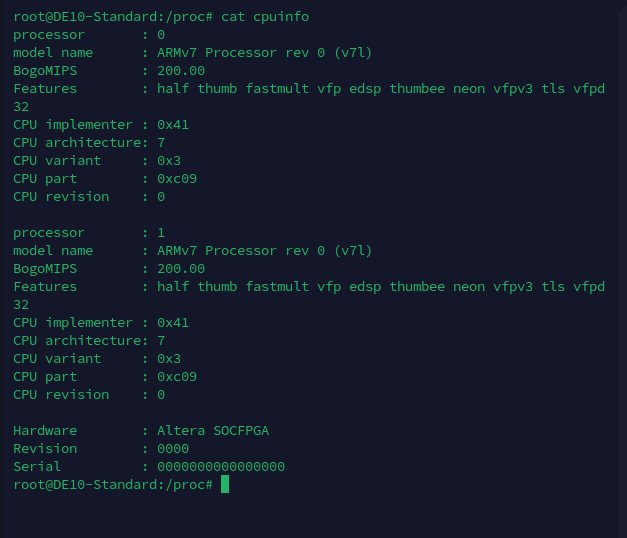 root@DE10-Standard:/proc# cat cpuinfo
processor       : 0
model name      : ARMv7 Processor rev 0 (v7l)
BogoMIPS        : 200.00
Features        : half thumb fastmult vfp edsp thumbee neon vfpv3 tls vfpd
32
CPU implementer : 0x41
CPU architecture: 7
CPU variant     : 0x3
CPU part        : 0xc09
CPU revision    : 0

processor       : 1
model name      : ARMv7 Processor rev 0 (v7l)
BogoMIPS        : 200.00
Features        : half thumb fastmult vfp edsp thumbee neon vfpv3 tls vfpd
32
CPU implementer : 0x41
CPU architecture: 7
CPU variant     : 0x3
CPU part        : 0xc09
CPU revision    : 0

Hardware        : Altera SOCFPGA
Revision        : 0000
Serial          : 0000000000000000
root@DE10-Standard:/proc#